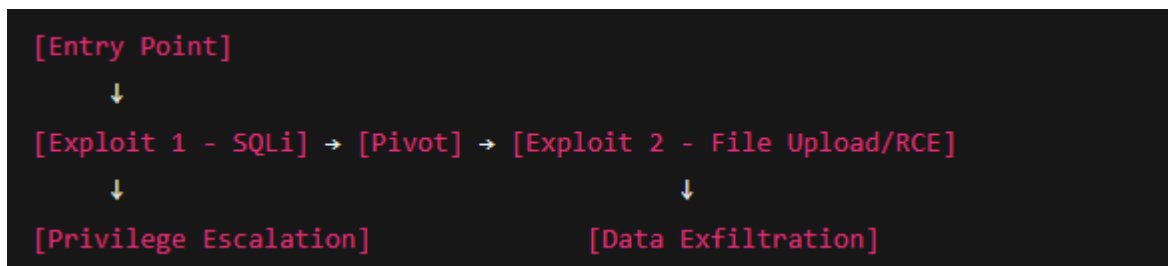 [Entry Point]
↓
[Exploit 1 - SQLi] → [Pivot] → [Exploit 2 - File Upload/RCE]
↓ ↓
[Privilege Escalation] [Data Exfiltration]